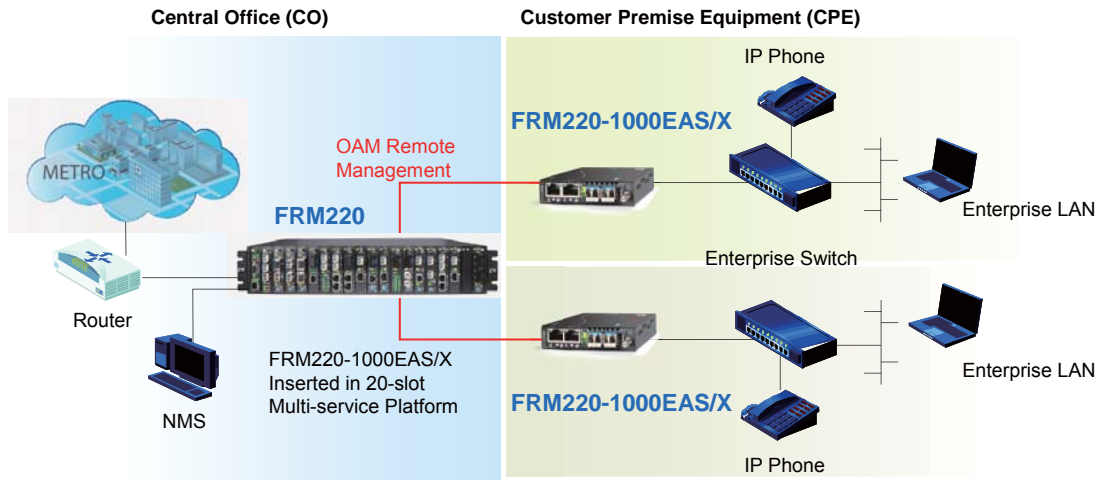 Central Office (CO)
Customer Premise Equipment (CPE)
IP Phone
FRM220-1000EAS/X
OAM Remote
Management
METRO
FRM220
Enterprise LAN
Enterprise Switch
Router
FRM220-1000EAS/X
Inserted in 20-slot
Multi-service Platform
Enterprise LAN
FRM220-1000EAS/X
NMS
IP Phone